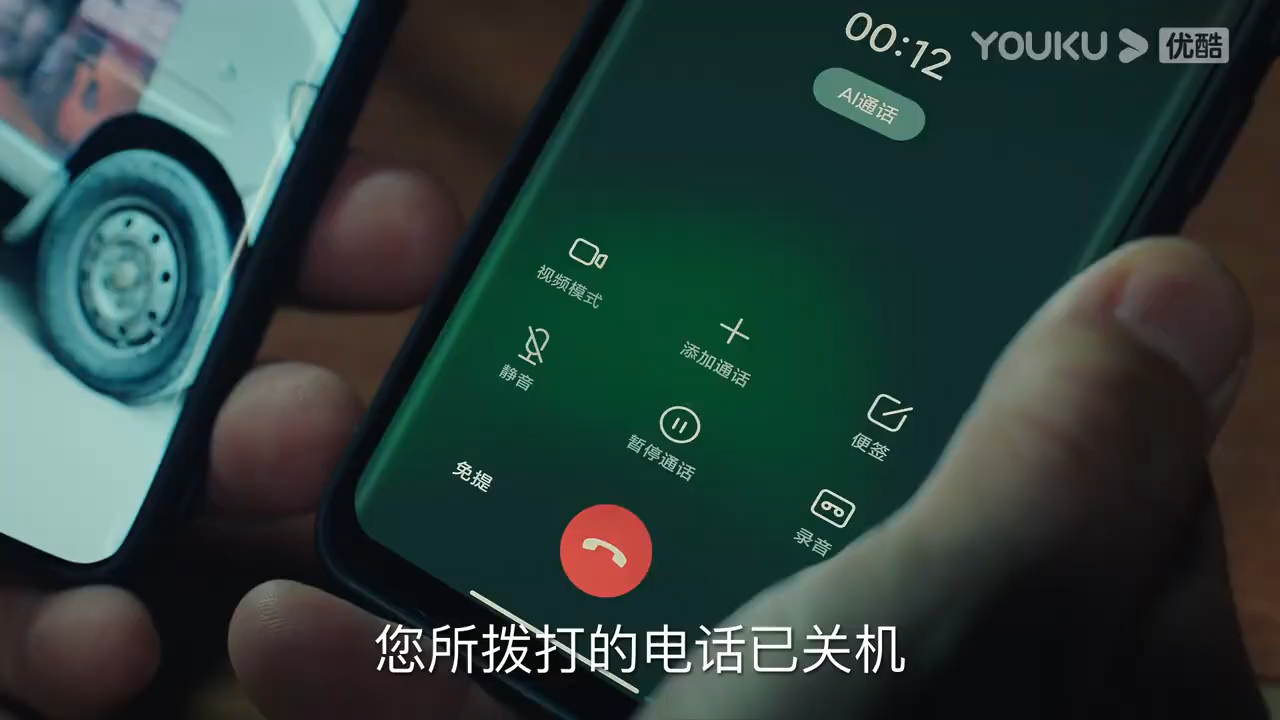 00:12
YOUKU 优酷
AI通话
视频模式
添加通话
静音
便签
暂停通话
免提
录音
您所拨打的电话已关机